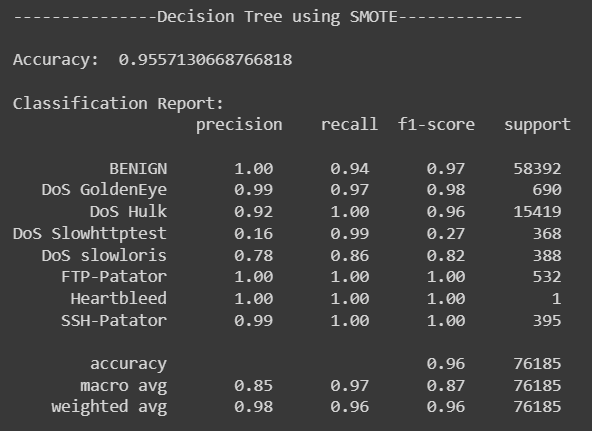 ---------------Decision Tree using SMOTE-------------
Accuracy:  0.9557130668766818
Classification Report:
precision    recall  f1-score   support
BENIGN       1.00      0.94      0.97     58392
DoS GoldenEye       0.99      0.97      0.98       690
DoS Hulk       0.92      1.00      0.96     15419
DoS Slowhttptest       0.16      0.99      0.27       368
DoS slowloris       0.78      0.86      0.82       388
FTP-Patator       1.00      1.00      1.00       532
Heartbleed       1.00      1.00      1.00         1
SSH-Patator       0.99      1.00      1.00       395
accuracy                           0.96     76185
macro avg       0.85      0.97      0.87     76185
weighted avg       0.98      0.96      0.96     76185